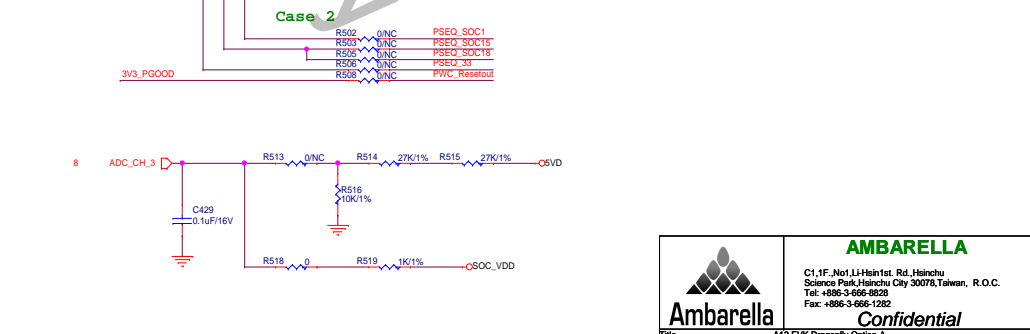 Case 2
R502 0/NC PSEQ_SOC1
R503 0/NC PSEQ_SOC15
R505 0/NC PSEQ_SOC18
R506 0/NC PSEQ_33
3V3_PGOOD R508 0/NC PWC_Resetout
8 ADC_CH_3 R513 0/NC R514 27K/1% R515 27K/1% 5VD
R516
10K/1%
C429
0.1uF/16V
R518 0 R519 1K/1% SOC_VDD
AMBARELLA
C1,1F.,No1,Li-Hsin1st. Rd.,Hsinchu
Science Park,Hsinchu City 30078,Taiwan, R.O.C.
Tel: +886-3-666-8828
Fax: +886-3-666-1282
Ambarella
Confidential
Title